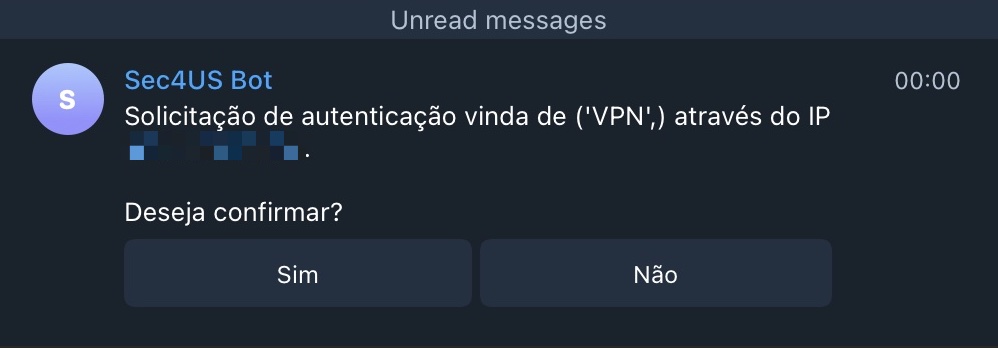 Unread messages
S
Sec4US Bot
00:00
Solicitação de autenticação vinda de ('VPN',) através do IP
.
Deseja confirmar?
Sim
Não